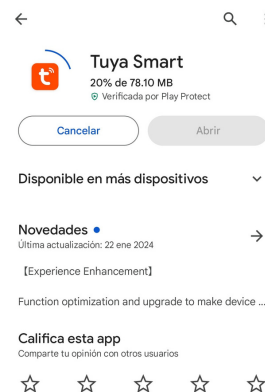 Tuya Smart
20% de 78.10 MB
Verificada por Play Protect
Cancelar
Abrir
Disponible en más dispositivos
Novedades
Última actualización: 22 ene 2024
【Experience Enhancement】
Function optimization and upgrade to make device ...
Califica esta app
Comparte tu opinión con otros usuarios